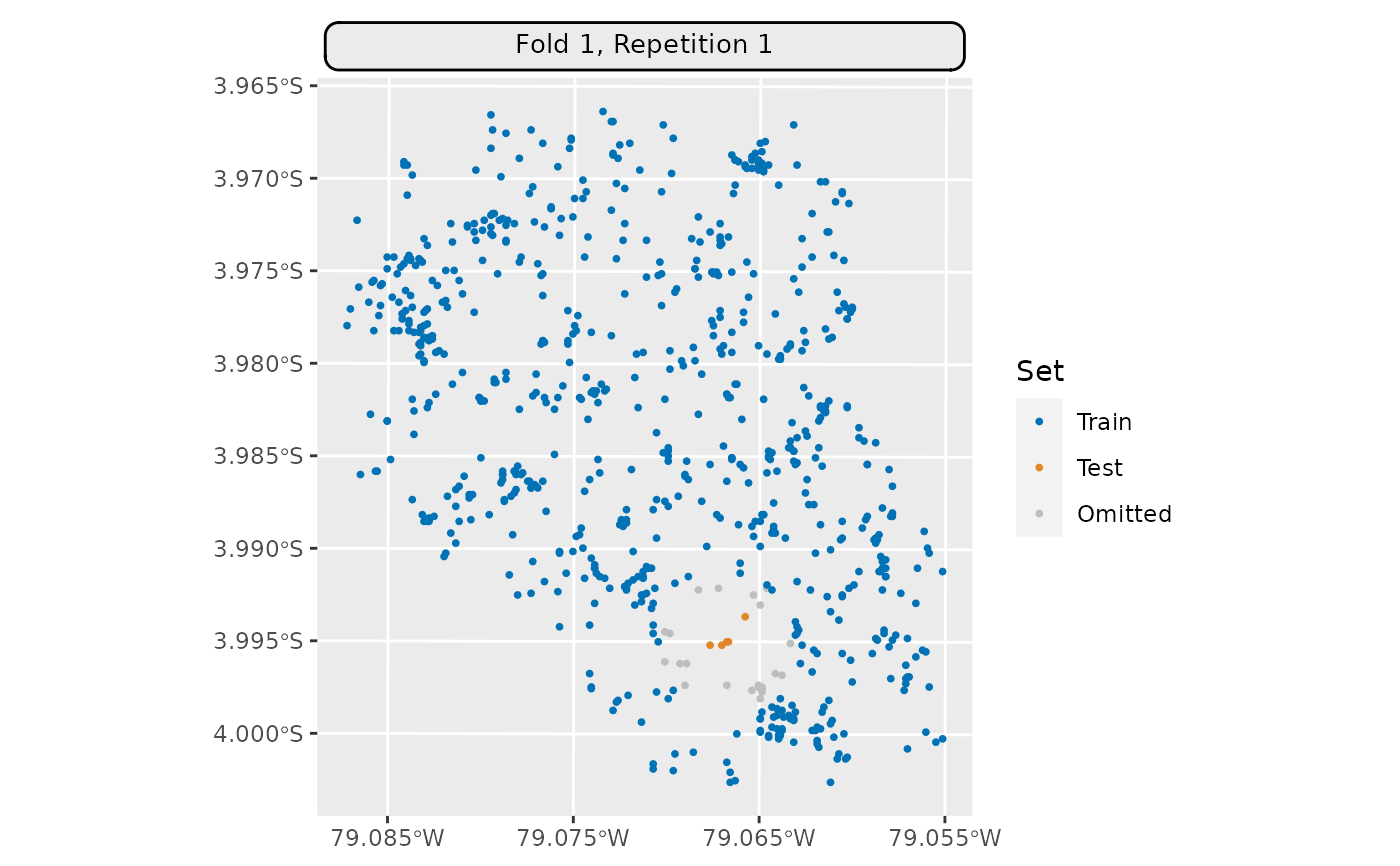 Fold 1, Repetition 1
3.965°S
3.970°S
3.975°S
3.980°S
3.985°S
3.990°S
3.995°S
4.000°S
79.085°W 79.075°W 79.065°W 79.055°W
Set
Train
Test
Omitted